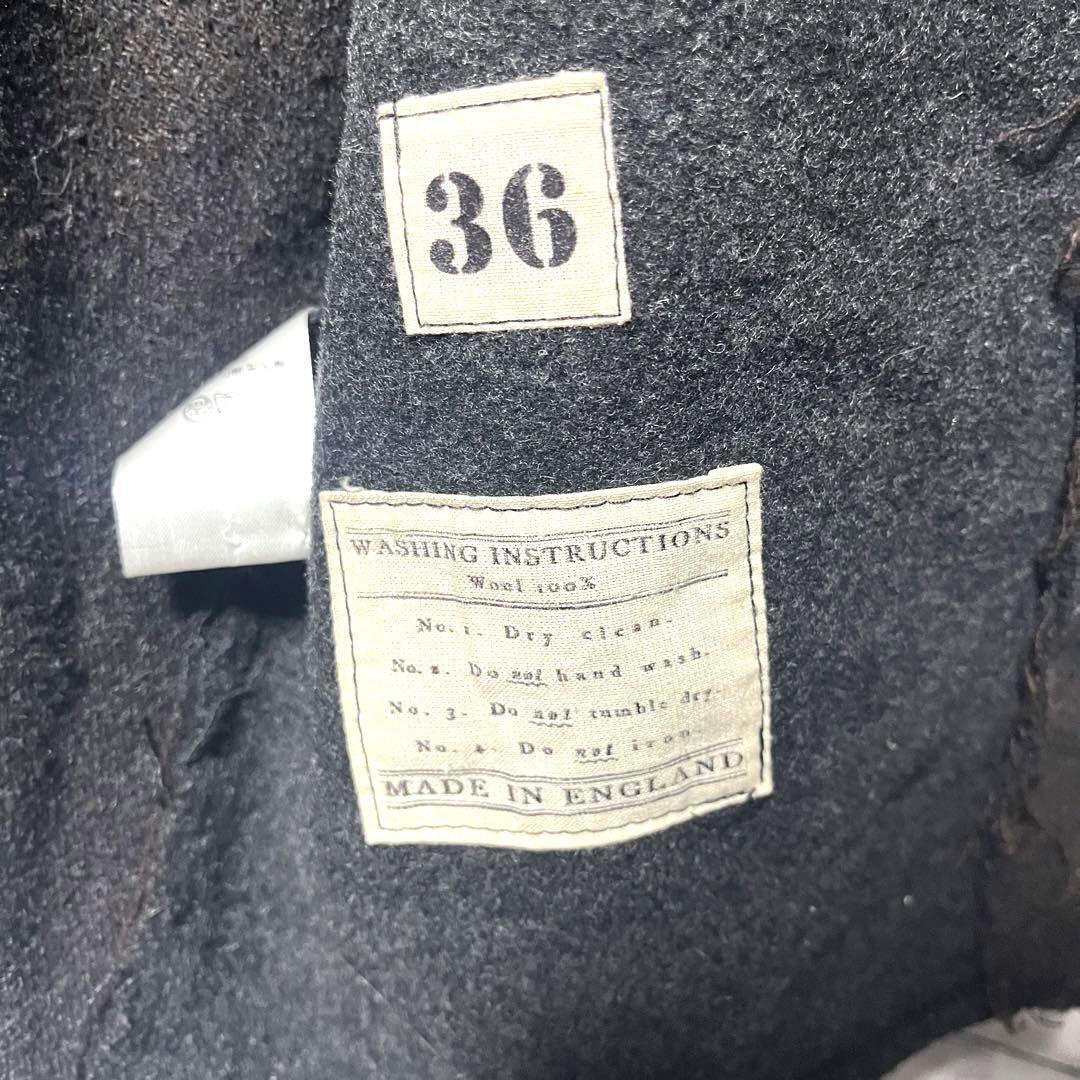 36
WASHING INSTRUCTIONS
Wool 100%
No. 1. Dry clean.
No. 2. Do not hand wash.
No. 3. Do not tumble dry.
No. 4. Do not iron.
MADE IN ENGLAND